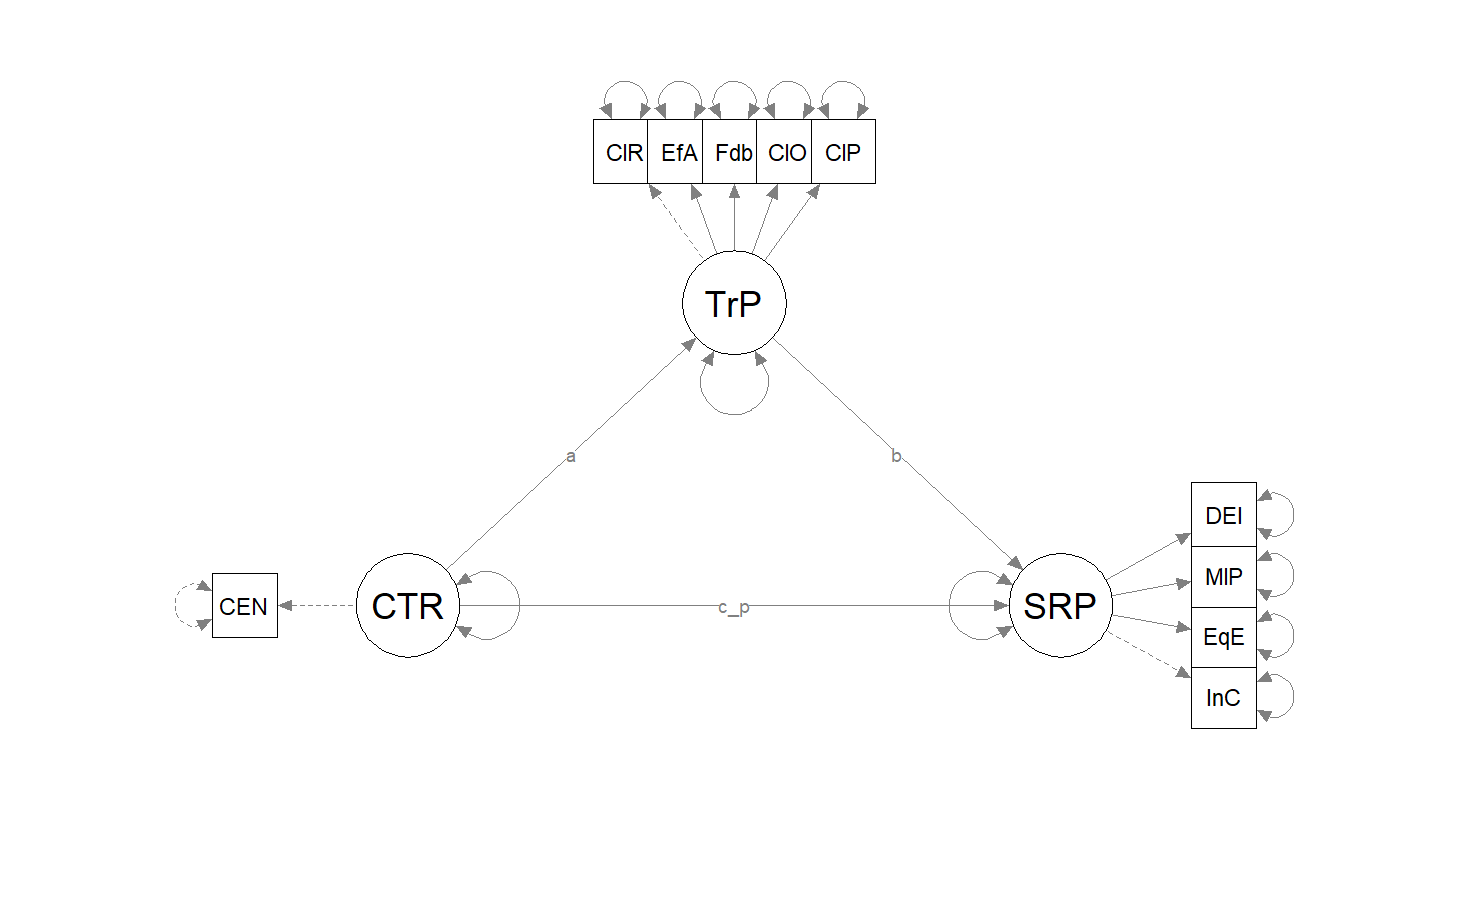 ClR EfA Fdb ClO ClP
TrP
a
b
DEI
MIP
EqE
InC
CEN
CTR
c_p
SRP